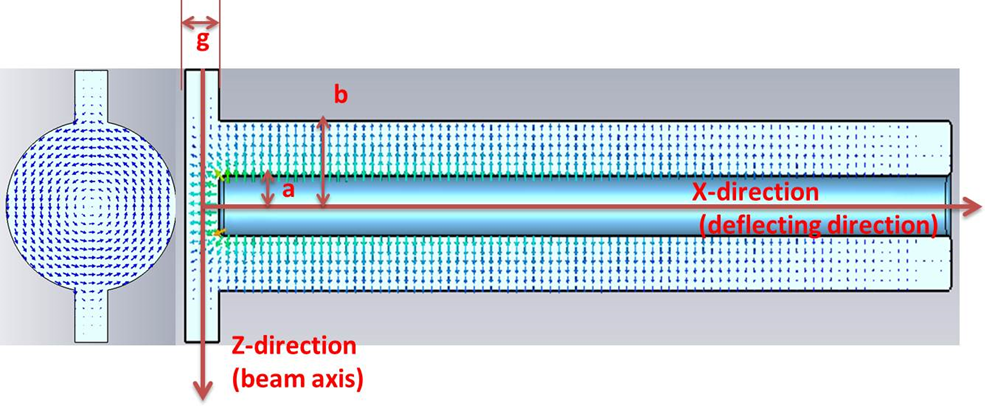 g
b
a
X-direction
(deflecting direction)
Z-direction
(beam axis)